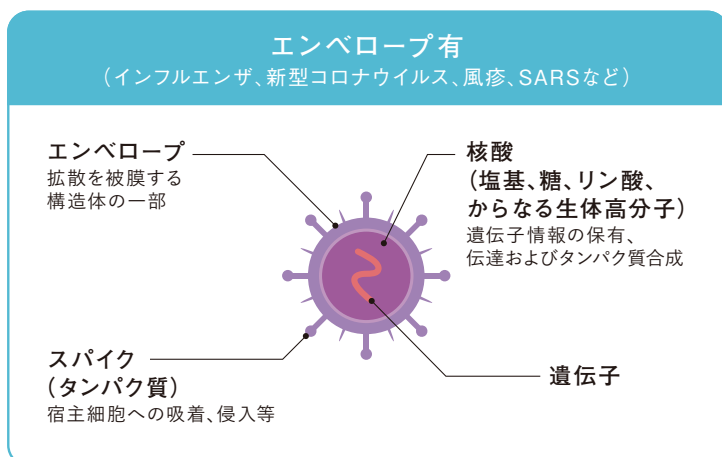 エンベロープ有
（インフルエンザ、新型コロナウイルス、風疹、SARSなど）
エンベロープ
拡散を被膜する
構造体の一部
核酸
（塩基、糖、リン酸、
からなる生体高分子）
遺伝子情報の保有、
伝達およびタンパク質合成
スパイク
（タンパク質）
宿主細胞への吸着、侵入等
遺伝子